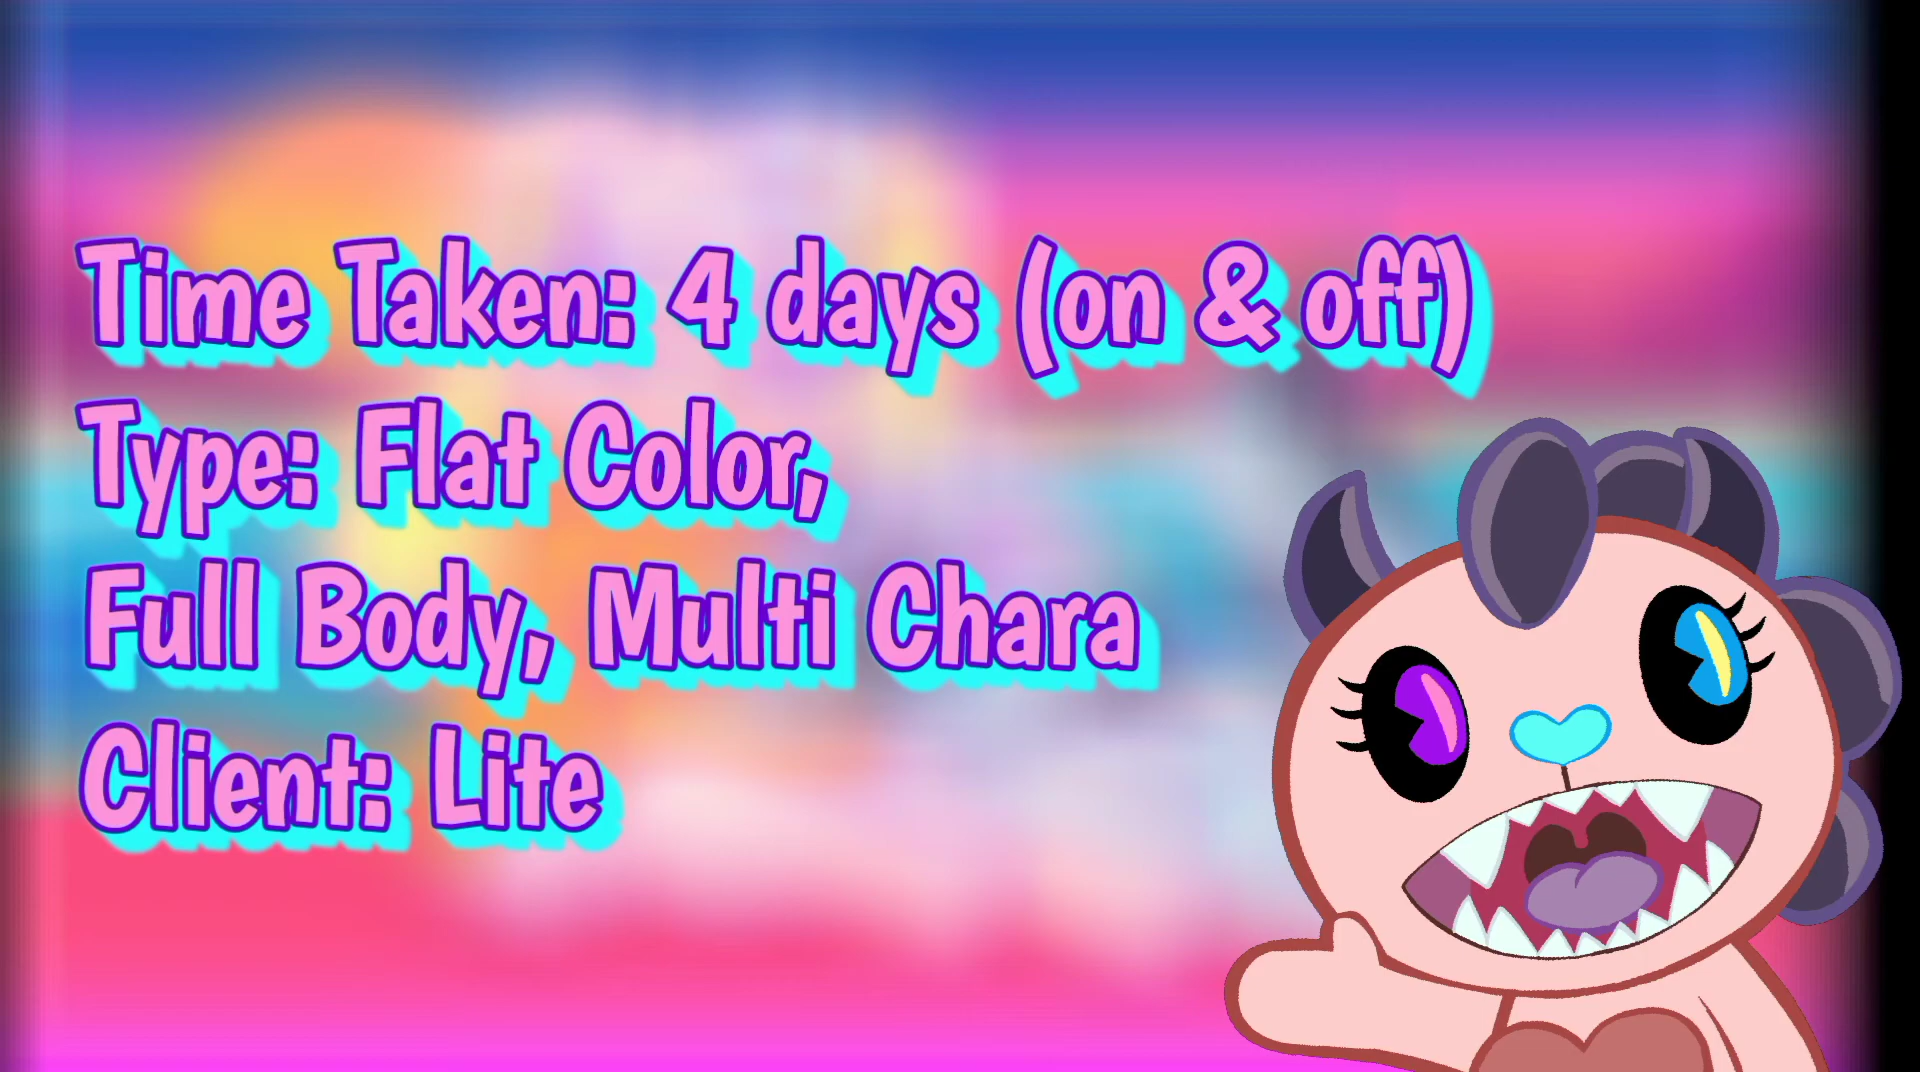 Time Taken: 4 days (on & off)
Type: Flat Color,
Full Body, Multi Chara
Client: Lite